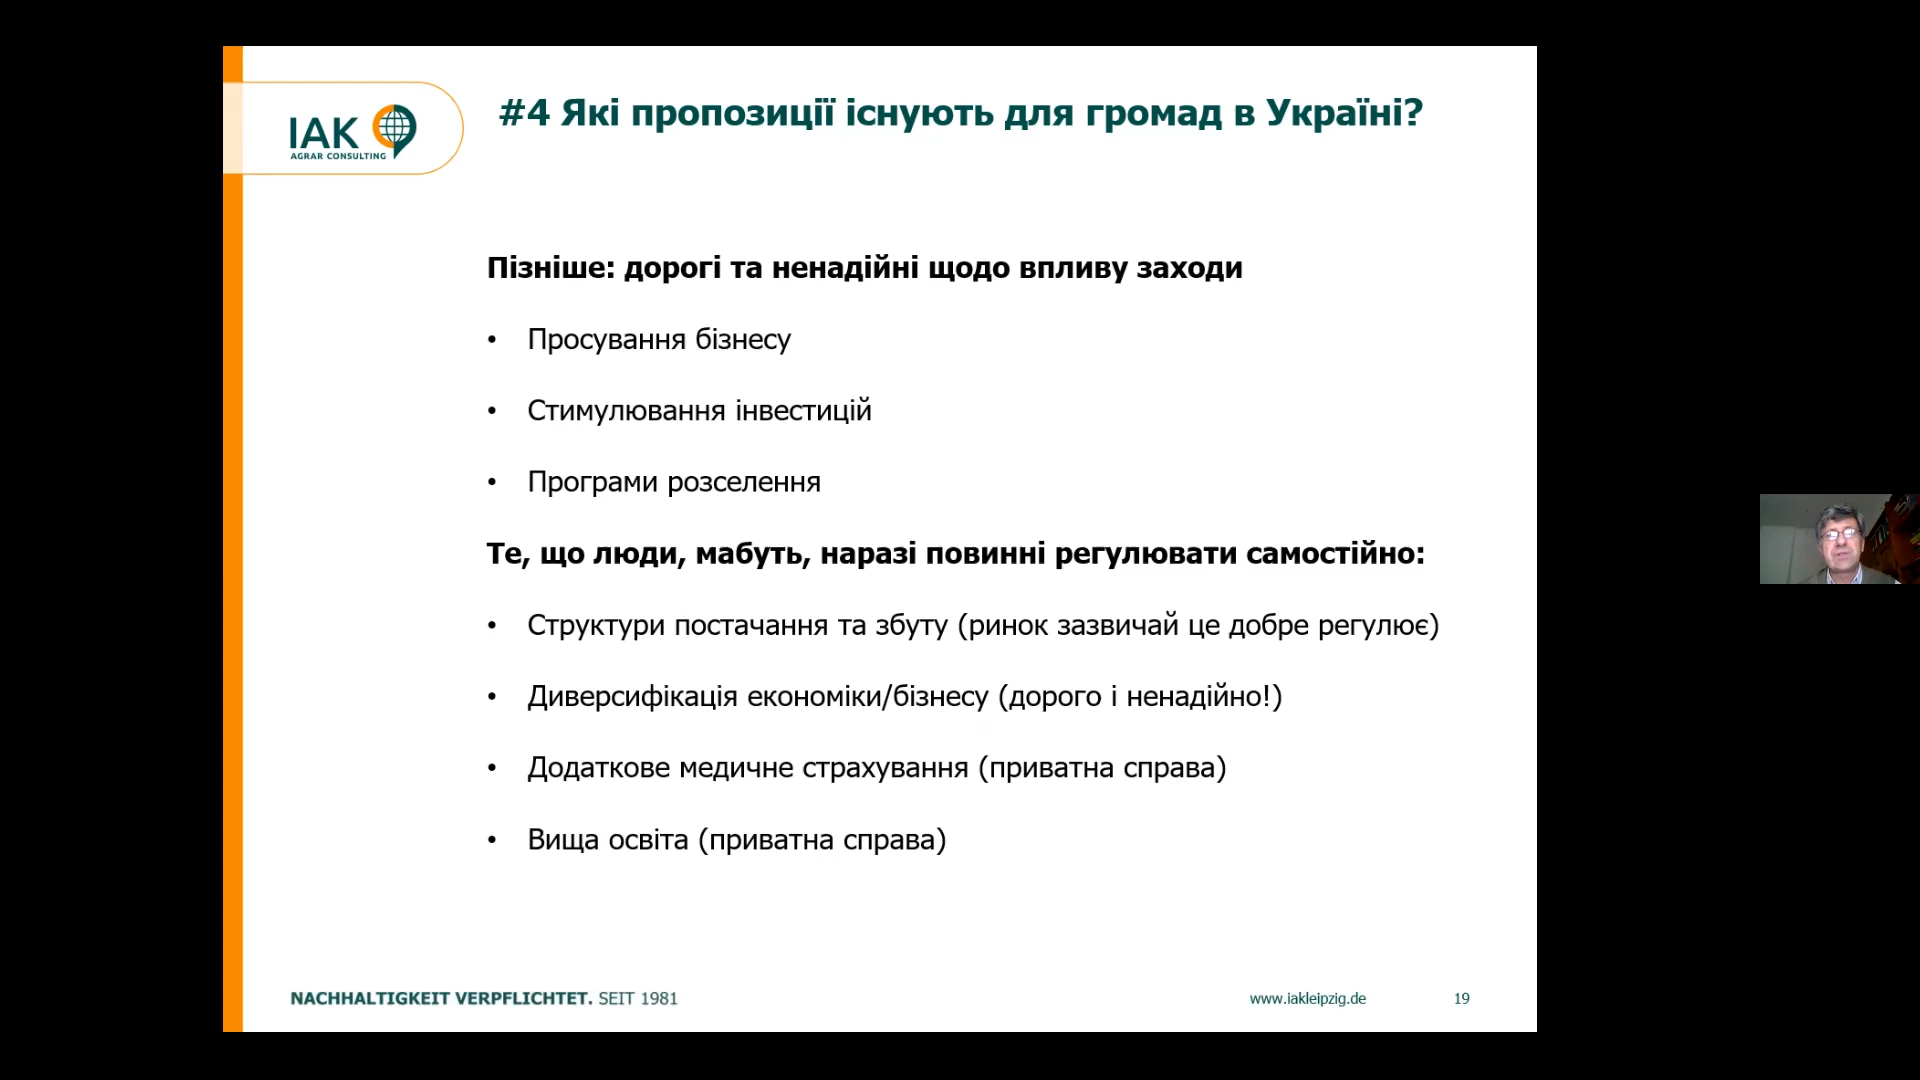 IAK
AGRAR CONSULTING
#4 Які пропозиції існують для громад в Україні?
Пізніше: дорогі та ненадійні щодо впливу заходи
• Просування бізнесу
• Стимулювання інвестицій
• Програми розселення
Те, що люди, мабуть, наразі повинні регулювати самостійно:
• Структури постачання та збуту (ринок зазвичай це добре регулює)
• Диверсифікація економіки/бізнесу (дорого і ненадійно!)
• Додаткове медичне страхування (приватна справа)
• Вища освіта (приватна справа)
NACHHALTIGKEIT VERPFLICHTET. SEIT 1981
www.iakleipzig.de
19